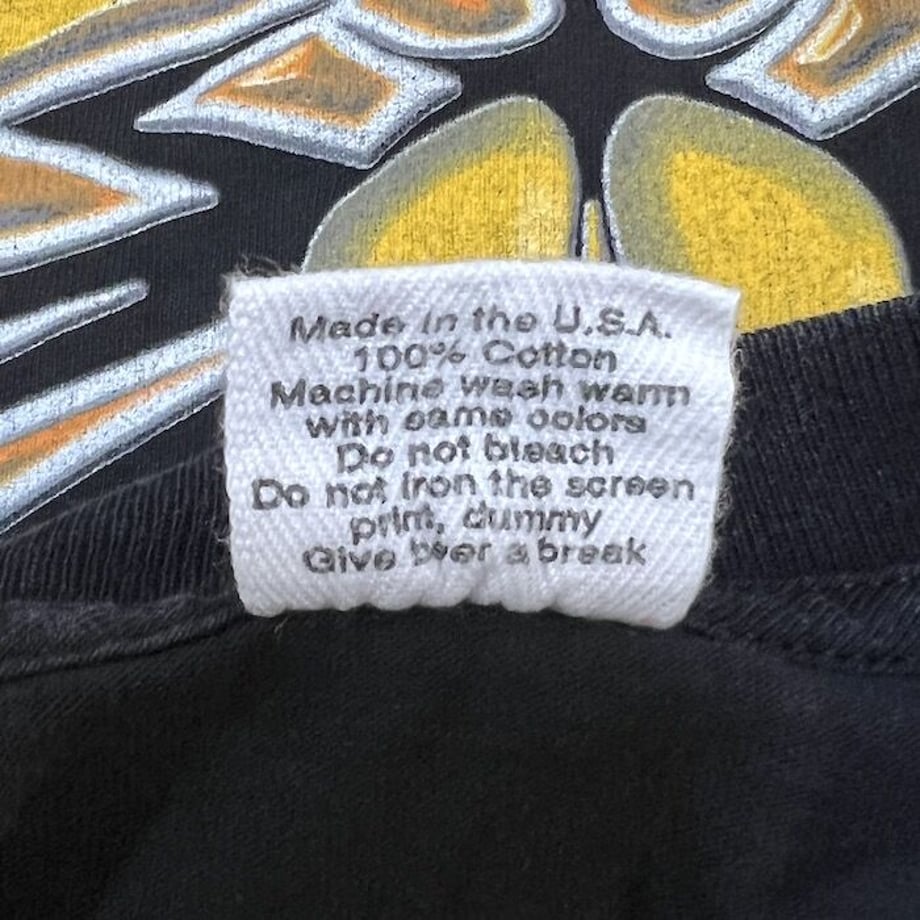 Made in the U.S.A.
100% Cotton
Machine wash warm
with same colors
Do not bleach
Do not iron the screen
print, dummy
Give beer a break